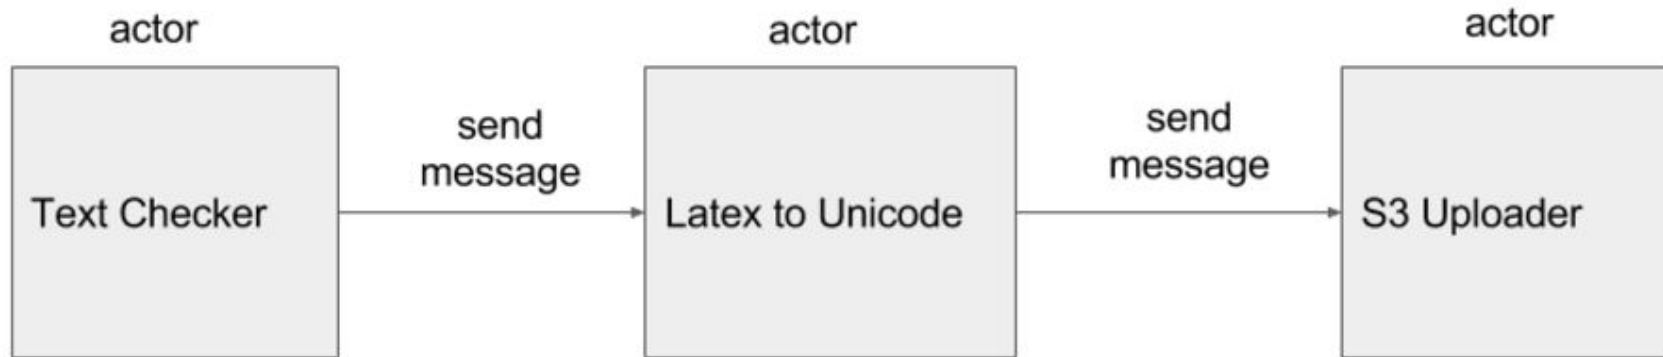 actor
actor
actor
send
message
send
message
Text Checker
Latex to Unicode
S3 Uploader